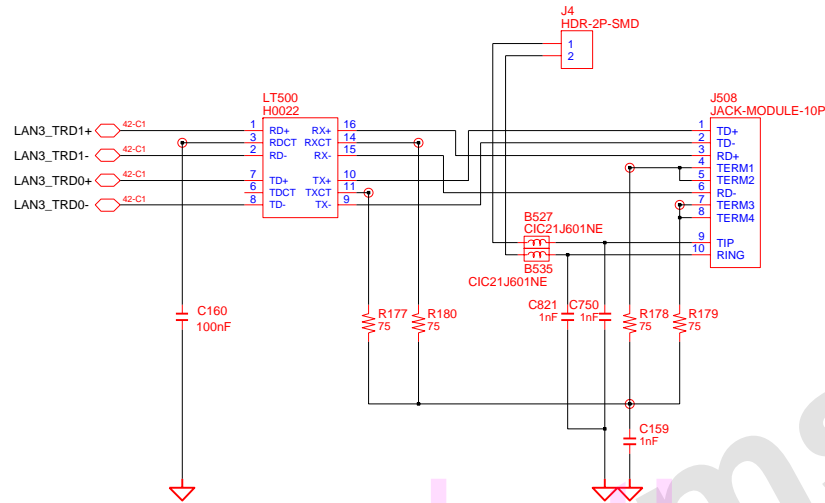 J4
HDR-2P-SMD
1
2
LT500
H0022
J508
JACK-MODULE-10P
LAN3_TRD1+ 42-C1 1 RD+ RX+ 16
3 RDCT RXCT 14
LAN3_TRD1- 42-C1 2 RD- RX- 15
LAN3_TRD0+ 42-C1 7 TD+ TX+ 10
6 TDCT TXCT 11
LAN3_TRD0- 42-C1 8 TD- TX- 9
1 TD+
2 TD-
3 RD+
4 TERM1
5 TERM2
6 RD-
7 TERM3
8 TERM4
9 TIP
10 RING
B527
CIC21J601NE
B535
CIC21J601NE
C160
100nF
R177
75
R180
75
C821
1nF
C750
1nF
R178
75
R179
75
C159
1nF